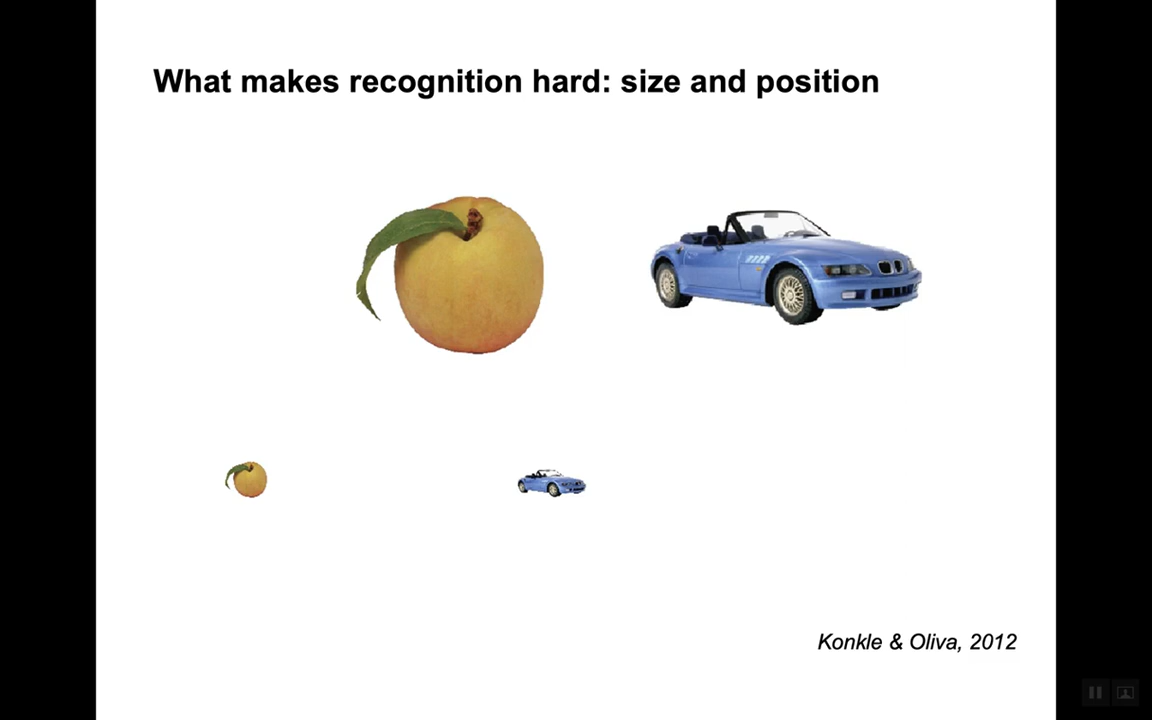 What makes recognition hard: size and position
Konkle & Oliva, 2012